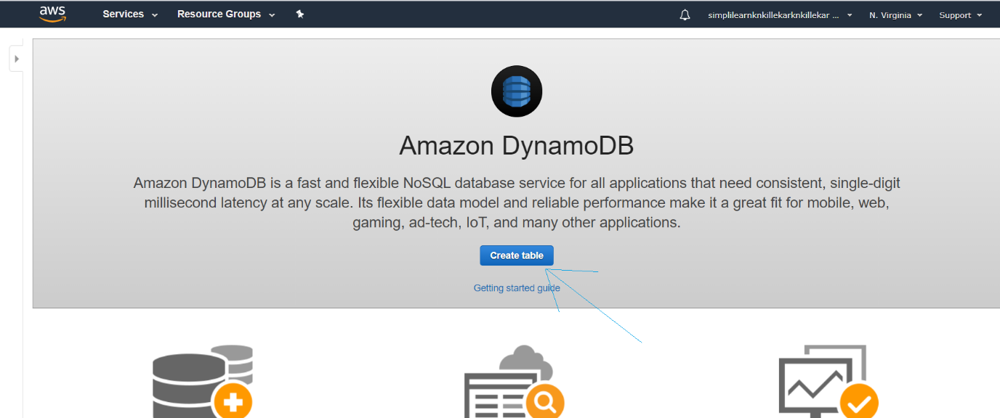 aws Services Resource Groups simplilearnknkillekarknkillekar ... N. Virginia Support
Amazon DynamoDB
Amazon DynamoDB is a fast and flexible NoSQL database service for all applications that need consistent, single-digit
millisecond latency at any scale. Its flexible data model and reliable performance make it a great fit for mobile, web,
gaming, ad-tech, IoT, and many other applications.
Create table
Getting started guide